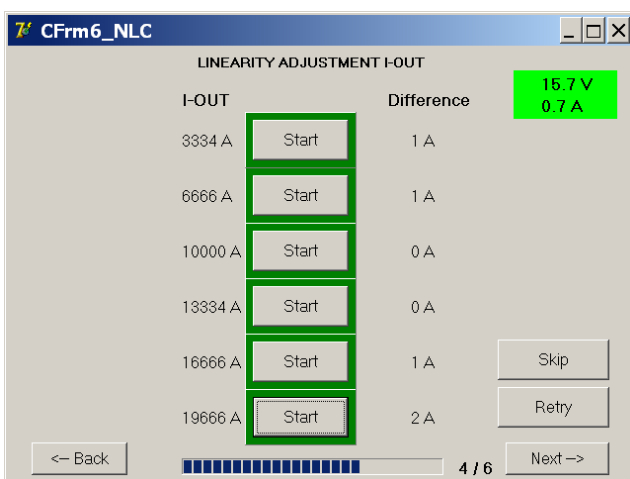 CFrm6_NLC
LINEARITY ADJUSTMENT I-OUT
I-OUT Difference
15.7 V
0.7 A
3334 A Start 1 A
6666 A Start 1 A
10000 A Start 0 A
13334 A Start 0 A
16666 A Start 1 A
Skip
19666 A Start 2 A
Retry
<-- Back 4 / 6 Next -->